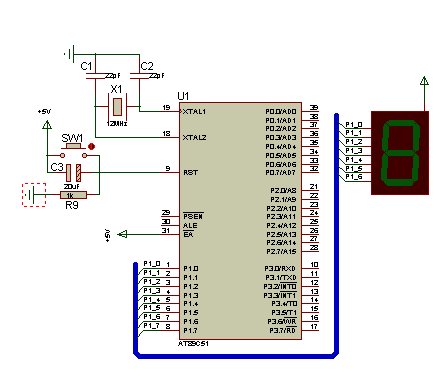 C1
C2
22pF
22pF
X1
12MHz
U1
+5V
SW1
C3
20uF
1k
R9
+5V
19 XTAL1
18 XTAL2
9 RST
29 PSEN
30 ALE
31 EA
P1_0 1 P1.0
P1_1 2 P1.1
P1_2 3 P1.2
P1_3 4 P1.3
P1_4 5 P1.4
P1_5 6 P1.5
P1_6 7 P1.6
P1_7 8 P1.7
P0.0/AD0 39
P0.1/AD1 38
P0.2/AD2 37
P0.3/AD3 36
P0.4/AD4 35
P0.5/AD5 34
P0.6/AD6 33
P0.7/AD7 32
P2.0/A8 21
P2.1/A9 22
P2.2/A10 23
P2.3/A11 24
P2.4/A12 25
P2.5/A13 26
P2.6/A14 27
P2.7/A15 28
P3.0/RXD 10
P3.1/TXD 11
P3.2/INT0 12
P3.3/INT1 13
P3.4/T0 14
P3.5/T1 15
P3.6/WR 16
P3.7/RD 17
AT89C51
P1_0
P1_1
P1_2
P1_3
P1_4
P1_5
P1_6